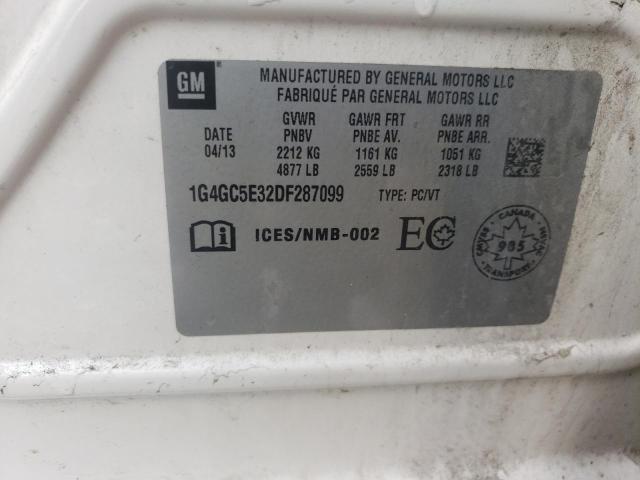 GM
MANUFACTURED BY GENERAL MOTORS LLC
FABRIQUÉ PAR GENERAL MOTORS LLC
GVWR GAWR FRT GAWR RR
DATE PNBV PNBE AV. PNBE ARR.
04/13 2212 KG 1161 KG 1051 KG
4877 LB 2559 LB 2318 LB
1G4GC5E32DF287099 TYPE: PC/VT
ICES/NMB-002 EC
CANADA
905
TRANSPORT